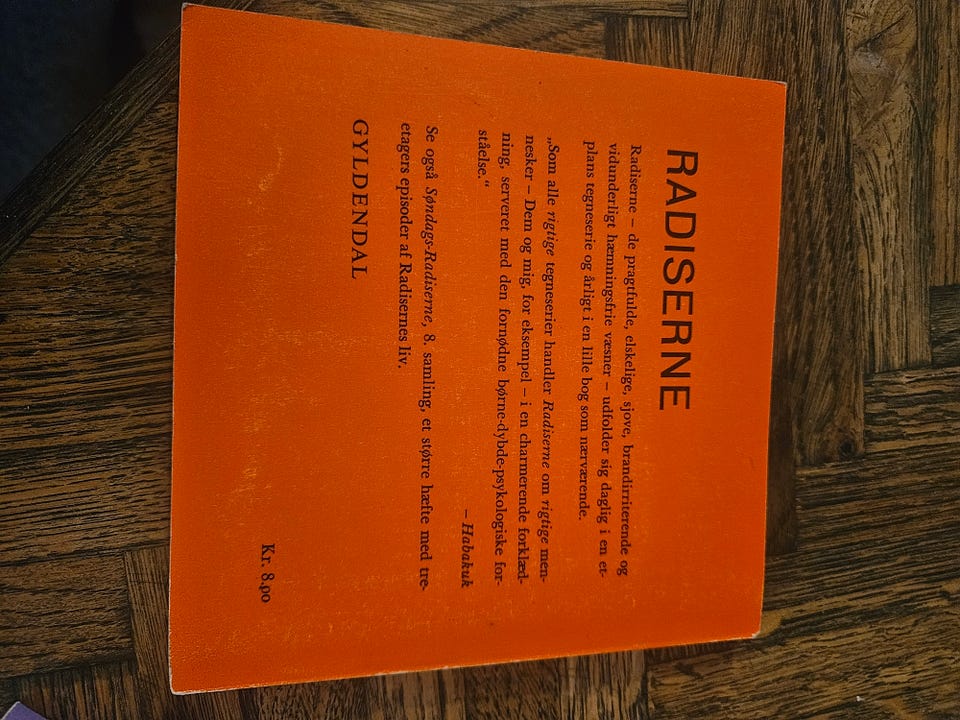 RADISERNE
Radiserne – de pragtfulde, elskelige, sjove, brandirriterende og
vidunderligt hæmningsfrie væsner – udfolder sig daglig i en et-
plans tegneserie og årligt i en lille bog som nærværende.
„Som alle rigtige tegneserier handler Radiserne om rigtige men-
nesker – Dem og mig, for eksempel – i en charmerende forklæd-
ning, serveret med den fornødne børne-dybde-psykologiske for-
ståelse.“
– Habakuk
Se også Søndags-Radiserne, 8. samling, et større hæfte med tre-
etagers episoder af Radisernes liv.
GYLDENDAL
Kr. 8,00